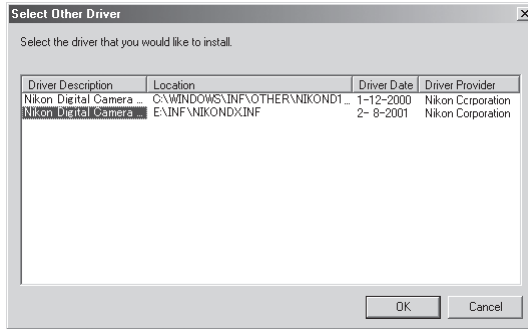 Select Other Driver
Select the driver that you would like to install.
Driver Description Location Driver Date Driver Provider
Nikon Digital Camera ... C:\WINDOWS\INF\OTHER\NIKOND1... 1-12-2000 Nikon Corporation
Nikon Digital Camera ... E:\INF\NIKONDX.INF 2- 8-2001 Nikon Corporation
OK Cancel